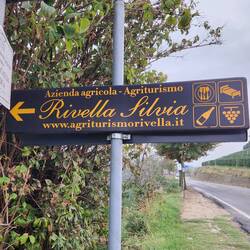 Azienda agricola - Agriturismo
Rivella Silvia
www.agriturismorivella.it